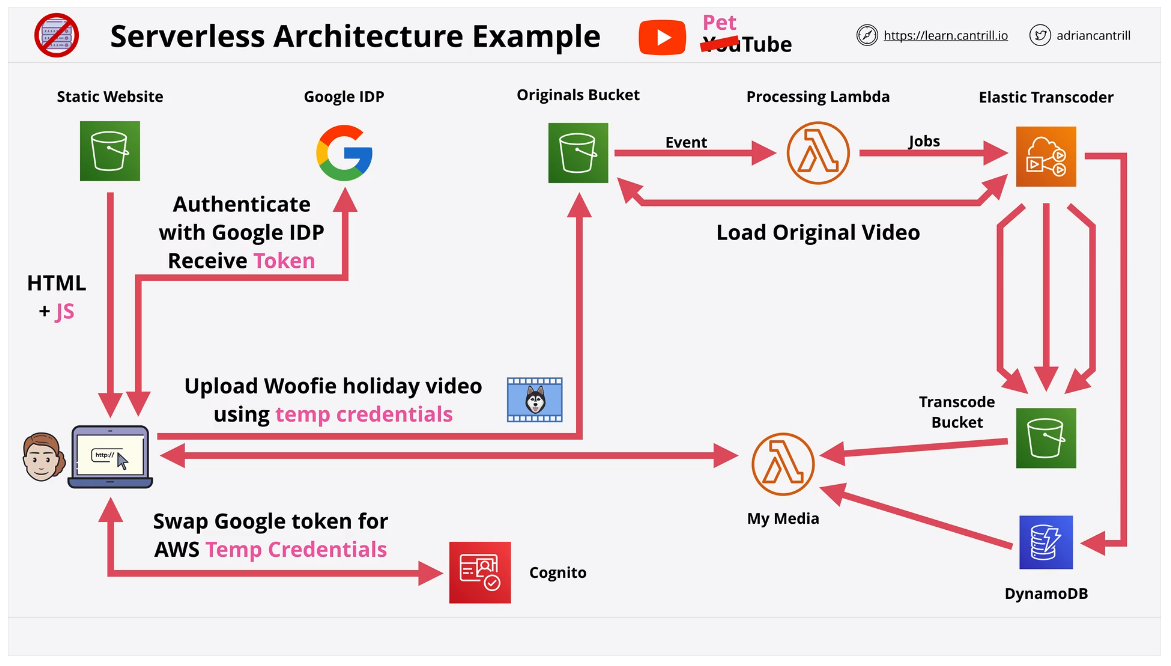 Serverless Architecture Example
Pet
YouTube
https://learn.cantrill.io
adriancantrill
Static Website
Google IDP
Originals Bucket
Processing Lambda
Elastic Transcoder
Event
Jobs
Authenticate
with Google IDP
Receive Token
Load Original Video
HTML
+ JS
Upload Woofie holiday video
using temp credentials
Transcode
Bucket
http://
My Media
Swap Google token for
AWS Temp Credentials
Cognito
DynamoDB